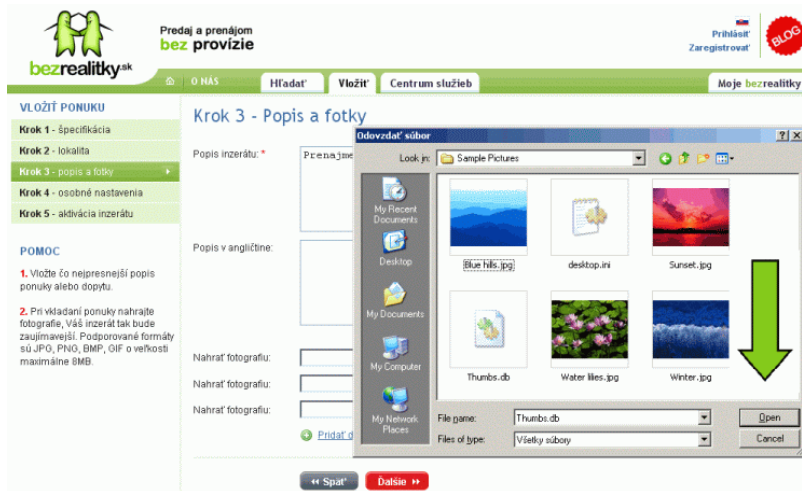 Predaj a prenájom
bez provízie
bezrealitky.sk
Prihlásiť
Zaregistrovať
BLOG
O NÁS
Hľadať
Vložiť
Centrum služieb
Moje bezrealitky
VLOŽIŤ PONUKU
Krok 1 - špecifikácia
Krok 2 - lokalita
Krok 3 - popis a fotky
Krok 4 - osobné nastavenia
Krok 5 - aktivácia inzerátu
POMOC
1. Vložte čo nejpresnejší popis
ponuky alebo dopytu.
2. Pri vkladaní ponuky nahrajte
fotografie, Váš inzerát tak bude
zaujímavejší. Podporované formáty
sú JPG, PNG, BMP, GIF o veľkosti
maximálne 8MB.
Krok 3 - Popis a fotky
Popis inzerátu: *
Prenajme
Popis v angličtine:
Nahrať fotografiu:
Nahrať fotografiu:
Nahrať fotografiu:
Pridať ď
Späť
Ďalšie
Odovzdať súbor
Look in:
Sample Pictures
My Recent
Documents
Desktop
My Documents
My Computer
My Network
Places
Blue hills.jpg
desktop.ini
Sunset.jpg
Thumbs.db
Water lilies.jpg
Winter.jpg
File name:
Thumbs.db
Open
Files of type:
Všetky súbory
Cancel